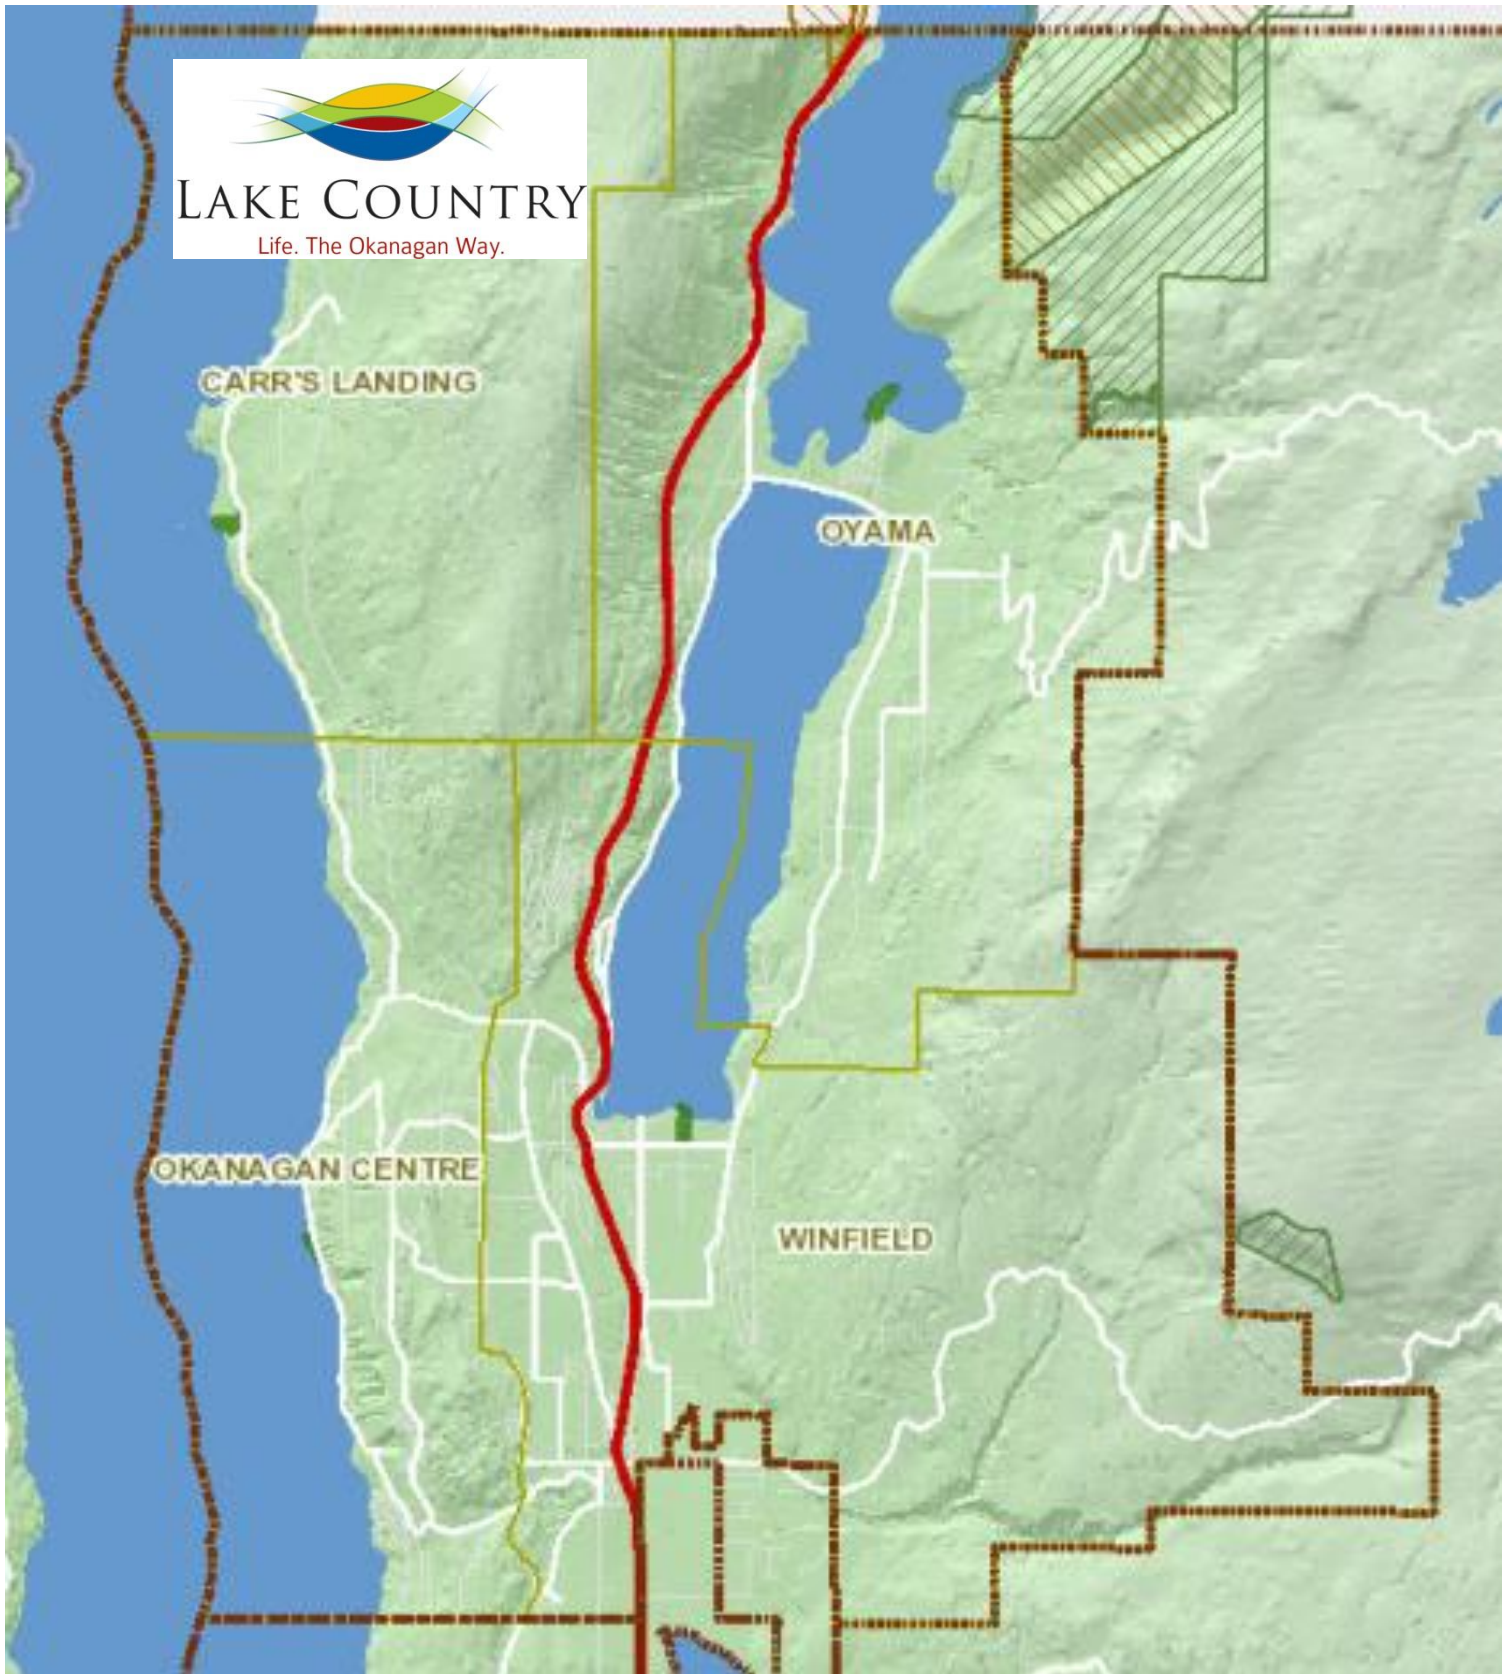 LAKE COUNTRY
Life. The Okanagan Way.
CARR'S LANDING
OYAMA
OKANAGAN CENTRE
WINFIELD